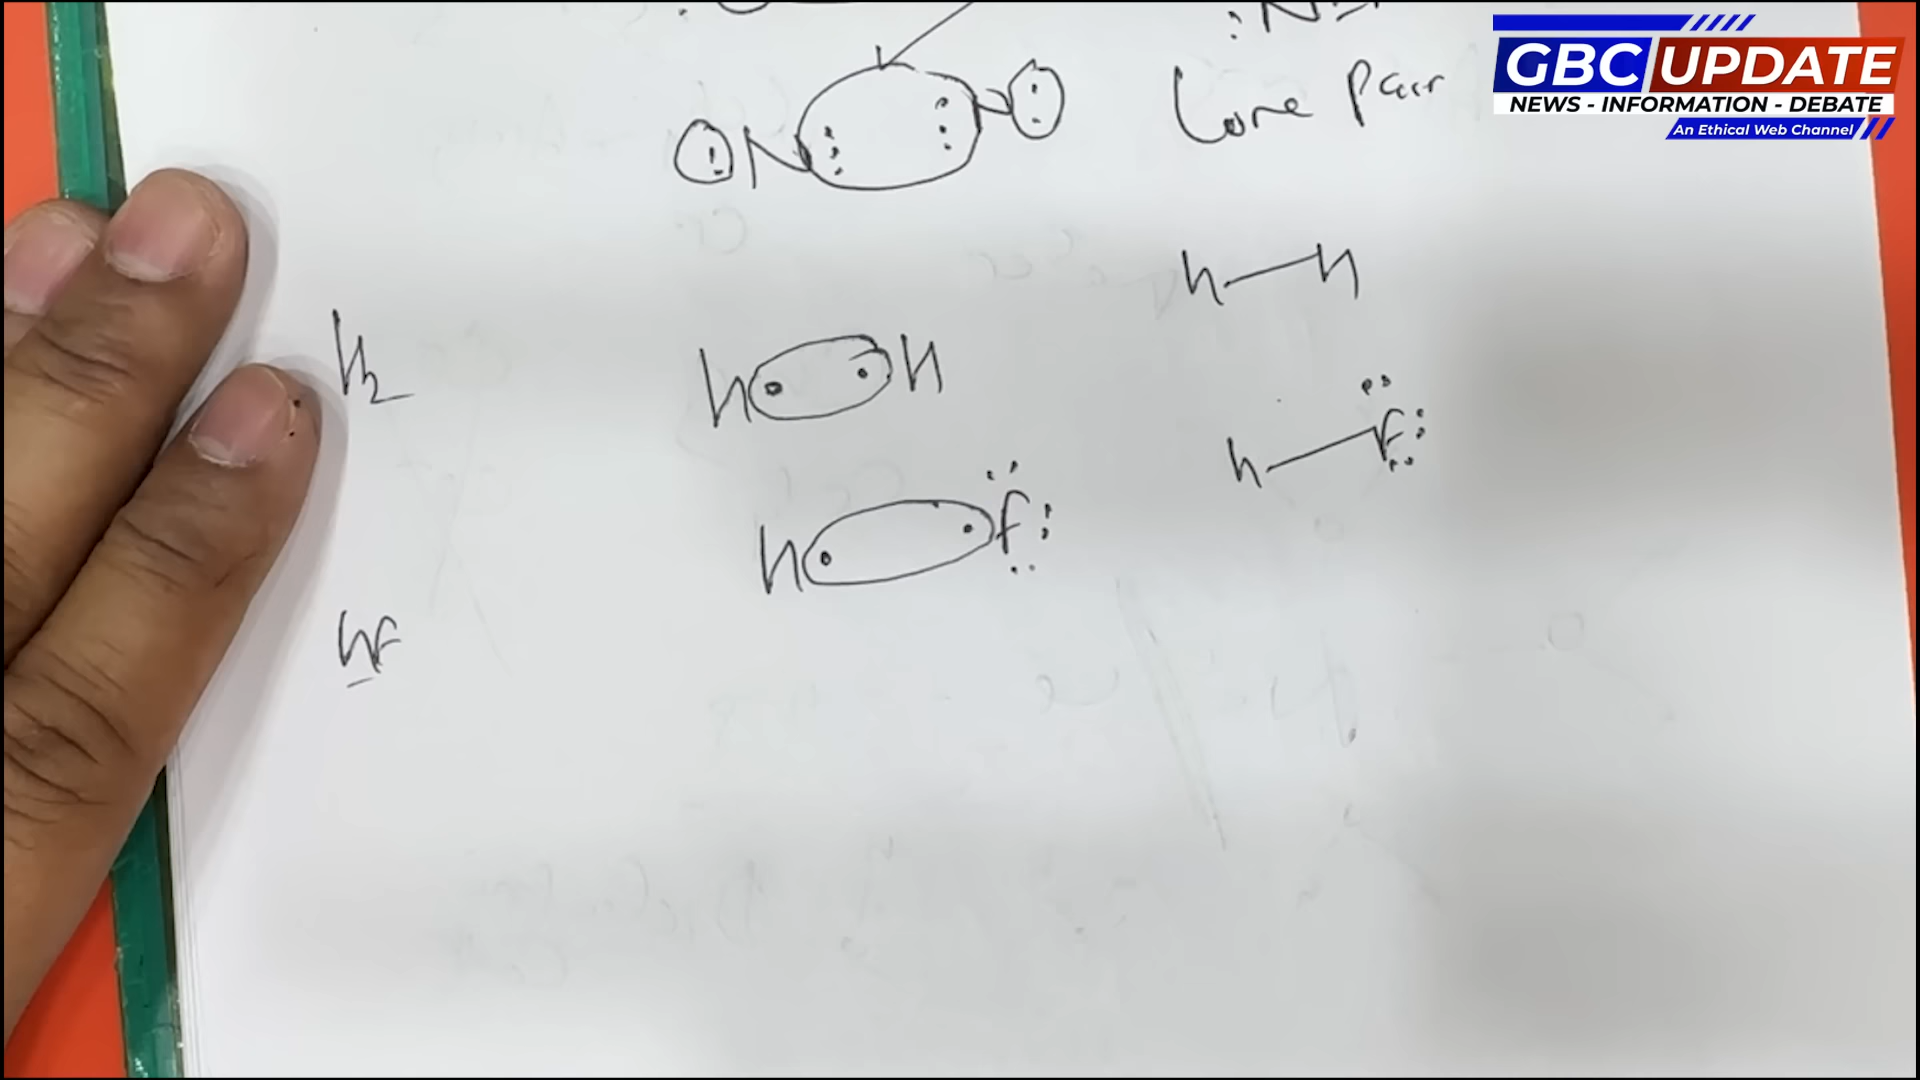 GBC UPDATE
NEWS - INFORMATION - DEBATE
An Ethical Web Channel
:N
Lone Pair
:N N:
H—H
H2
H· ·H
H—F
H· ·F
HF